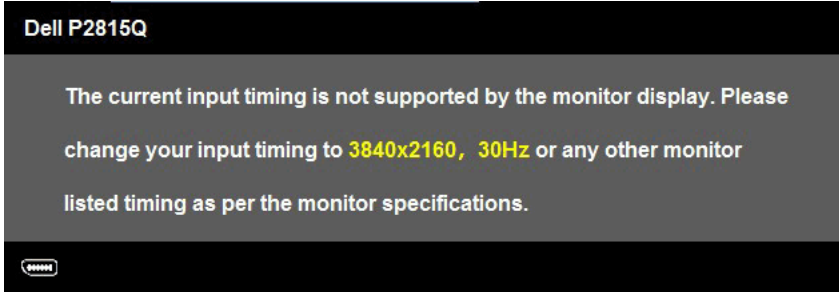 Dell P2815Q
The current input timing is not supported by the monitor display. Please
change your input timing to 3840x2160, 30Hz or any other monitor
listed timing as per the monitor specifications.